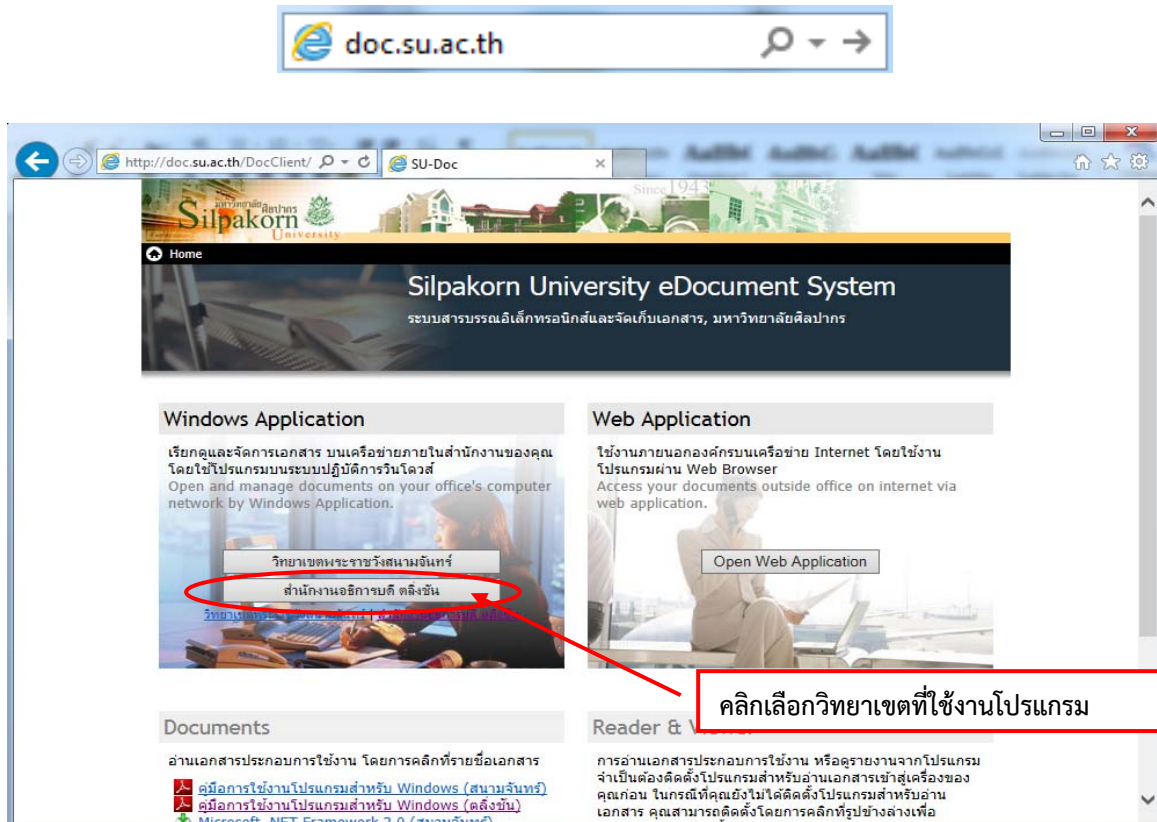 doc.su.ac.th
http://doc.su.ac.th/DocClient/
SU-Doc
Since 1943
มหาวิทยาลัยศิลปากร
Silpakorn
University
Home
Silpakorn University eDocument System
ระบบสารบรรณอิเล็กทรอนิกส์และจัดเก็บเอกสาร, มหาวิทยาลัยศิลปากร
Windows Application
เรียกดูและจัดการเอกสาร บนเครือข่ายภายในสำนักงานของคุณ
โดยใช้โปรแกรมบนระบบปฏิบัติการวินโดวส์
Open and manage documents on your office's computer
network by Windows Application.
วิทยาเขตพระราชวังสนามจันทร์
สำนักงานอธิการบดี ตลิ่งชัน
Web Application
ใช้งานภายนอกองค์กรบนเครือข่าย Internet โดยใช้งาน
โปรแกรมผ่าน Web Browser
Access your documents outside office on internet via
web application.
Open Web Application
คลิกเลือกวิทยาเขตที่ใช้งานโปรแกรม
Documents
อ่านเอกสารประกอบการใช้งาน โดยการคลิกที่รายชื่อเอกสาร
คู่มือการใช้งานโปรแกรมสำหรับ Windows (สนามจันทร์)
คู่มือการใช้งานโปรแกรมสำหรับ Windows (ตลิ่งชัน)
Microsoft .NET Framework 2.0 (สนามจันทร์)
Reader &
การอ่านเอกสารประกอบการใช้งาน หรือดูรายงานจากโปรแกรม
จำเป็นต้องติดตั้งโปรแกรมสำหรับอ่านเอกสารเข้าสู่เครื่องของ
คุณก่อน ในกรณีที่คุณยังไม่ได้ติดตั้งโปรแกรมสำหรับอ่าน
เอกสาร คุณสามารถติดตั้งโดยการคลิกที่รูปข้างล่างเพื่อ